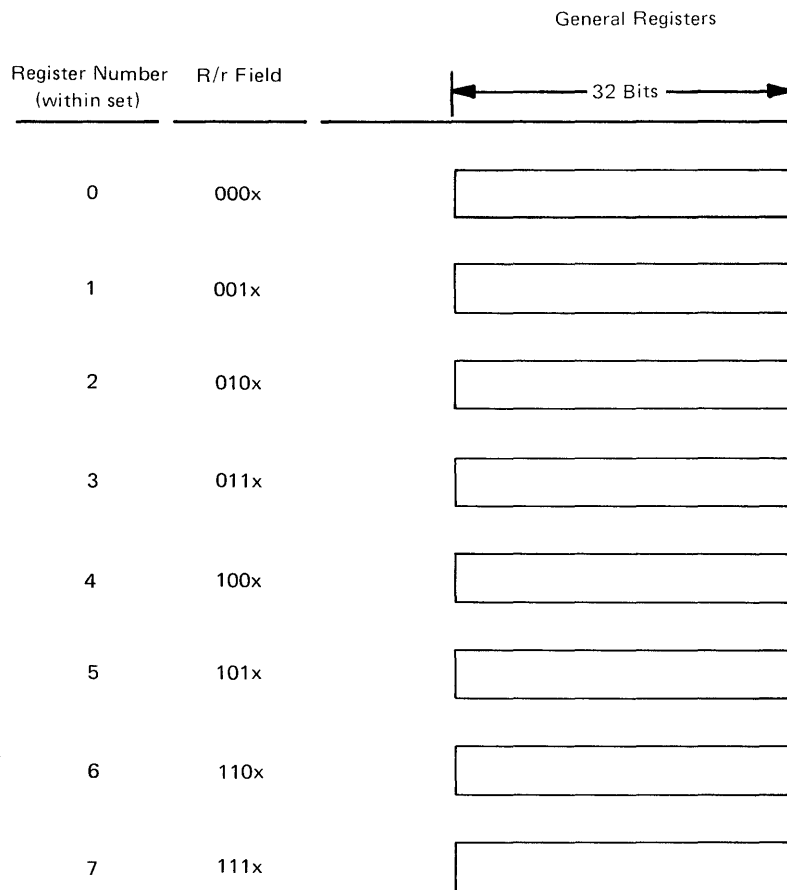 General Registers
Register Number R/r Field
(within set)
32 Bits
0 000x
1 001x
2 010x
3 011x
4 100x
5 101x
6 110x
7 111x